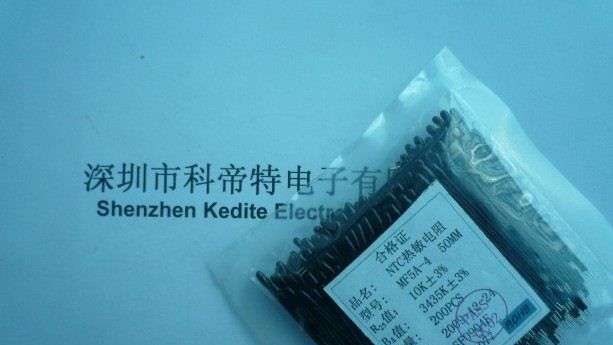 深圳市科帝特电子有
Shenzhen Kedite Electr
合格证
品名: NTC热敏电阻
型号: MF5A-4 50MM
R25值: 10K±3%
值: 3435K±3%
200PCS
ROHS